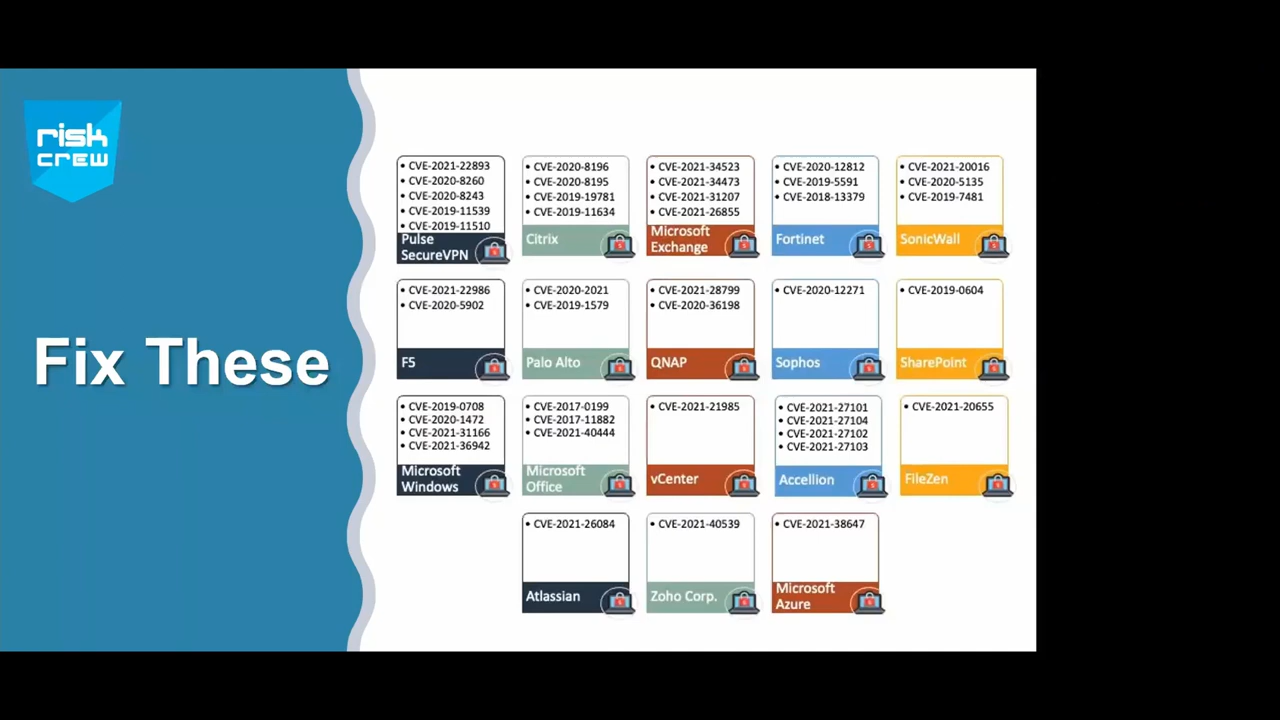 risk
crew
Fix These
• CVE-2021-22893
• CVE-2020-8260
• CVE-2020-8243
• CVE-2019-11539
• CVE-2019-11510
Pulse
SecureVPN
• CVE-2020-8196
• CVE-2020-8195
• CVE-2019-19781
• CVE-2019-11634
Citrix
• CVE-2021-34523
• CVE-2021-34473
• CVE-2021-31207
• CVE-2021-26855
Microsoft
Exchange
• CVE-2020-12812
• CVE-2019-5591
• CVE-2018-13379
Fortinet
• CVE-2021-20016
• CVE-2020-5135
• CVE-2019-7481
SonicWall
• CVE-2021-22986
• CVE-2020-5902
F5
• CVE-2020-2021
• CVE-2019-1579
Palo Alto
• CVE-2021-28799
• CVE-2020-36198
QNAP
• CVE-2020-12271
Sophos
• CVE-2019-0604
SharePoint
• CVE-2019-0708
• CVE-2020-1472
• CVE-2021-31166
• CVE-2021-36942
Microsoft
Windows
• CVE-2017-0199
• CVE-2017-11882
• CVE-2021-40444
Microsoft
Office
• CVE-2021-21985
vCenter
• CVE-2021-27101
• CVE-2021-27104
• CVE-2021-27102
• CVE-2021-27103
Accellion
• CVE-2021-20655
FileZen
• CVE-2021-26084
Atlassian
• CVE-2021-40539
Zoho Corp.
• CVE-2021-38647
Microsoft
Azure